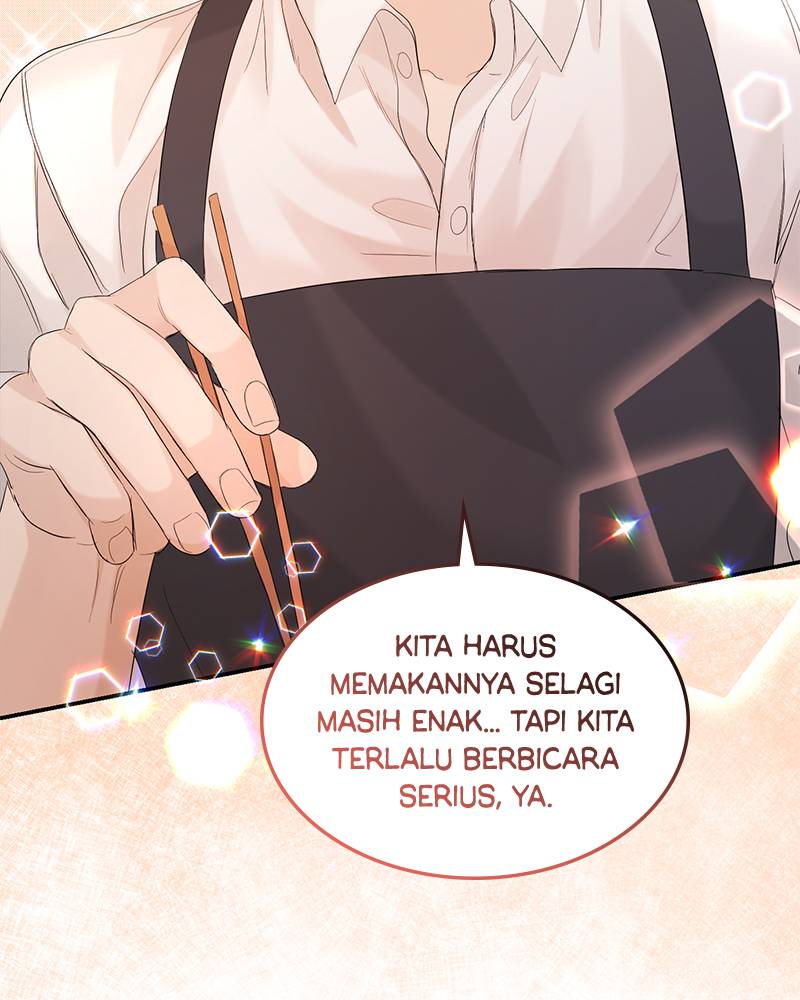 KITA HARUS
MEMAKANNYA SELAGI
MASIH ENAK... TAPI KITA
TERLALU BERBICARA
SERIUS, YA.